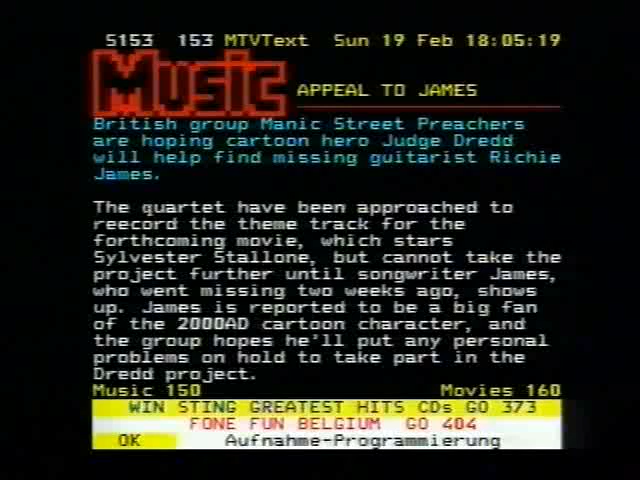 S153 153 MTVText Sun 19 Feb 18:05:19
Music
APPEAL TO JAMES
British group Manic Street Preachers
are hoping cartoon hero Judge Dredd
will help find missing guitarist Richie
James.
The quartet have been approached to
reecord the theme track for the
forthcoming movie, which stars
Sylvester Stallone, but cannot take the
project further until songwriter James,
who went missing two weeks ago, shows
up. James is reported to be a big fan
of the 2000AD cartoon character, and
the group hopes he'll put any personal
problems on hold to take part in the
Dredd project.
Music 150 Movies 160
WIN STING GREATEST HITS CDs GO 373
FONE FUN BELGIUM GO 404
OK Aufnahme-Programmierung